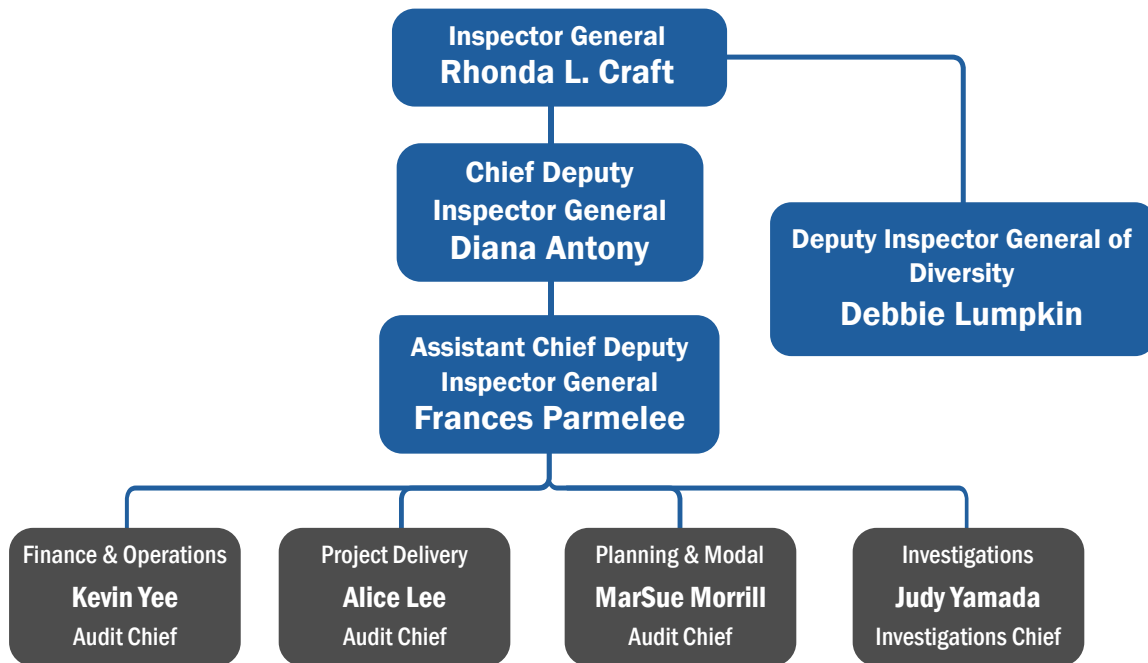 Inspector General
Rhonda L. Craft
Chief Deputy
Inspector General
Diana Antony
Deputy Inspector General of
Diversity
Debbie Lumpkin
Assistant Chief Deputy
Inspector General
Frances Parmelee
Finance & Operations
Kevin Yee
Audit Chief
Project Delivery
Alice Lee
Audit Chief
Planning & Modal
MarSue Morrill
Audit Chief
Investigations
Judy Yamada
Investigations Chief